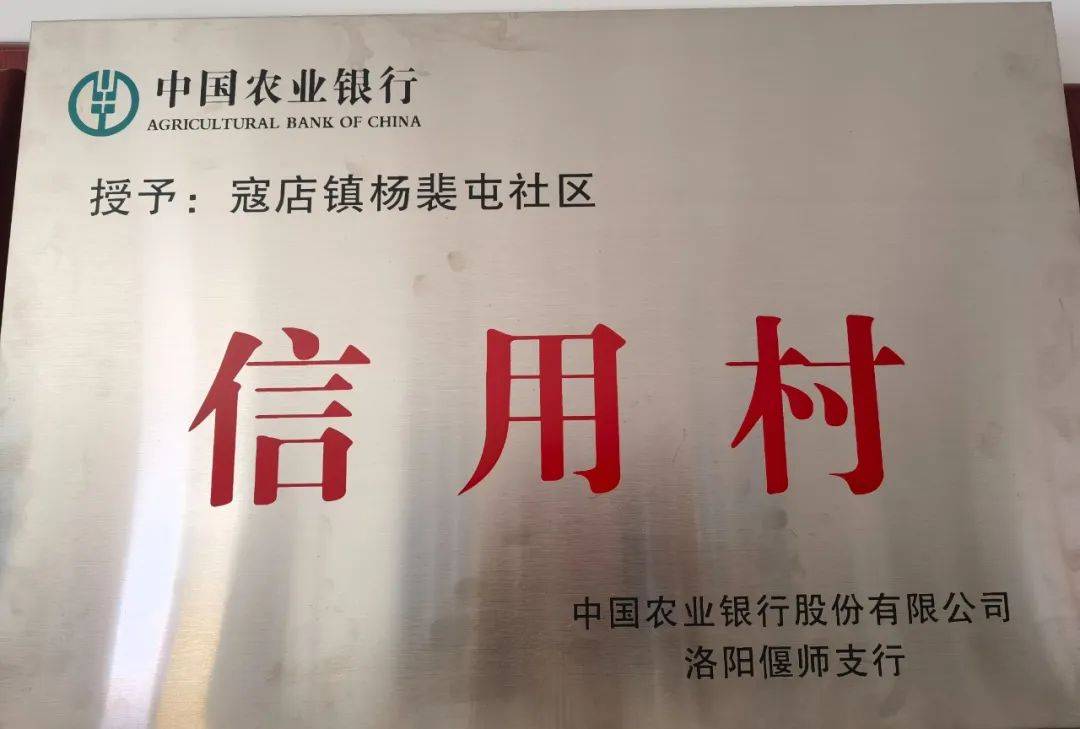 中国农业银行
AGRICULTURAL BANK OF CHINA
授予：寇店镇杨裴屯社区
信用村
中国农业银行股份有限公司
洛阳偃师支行